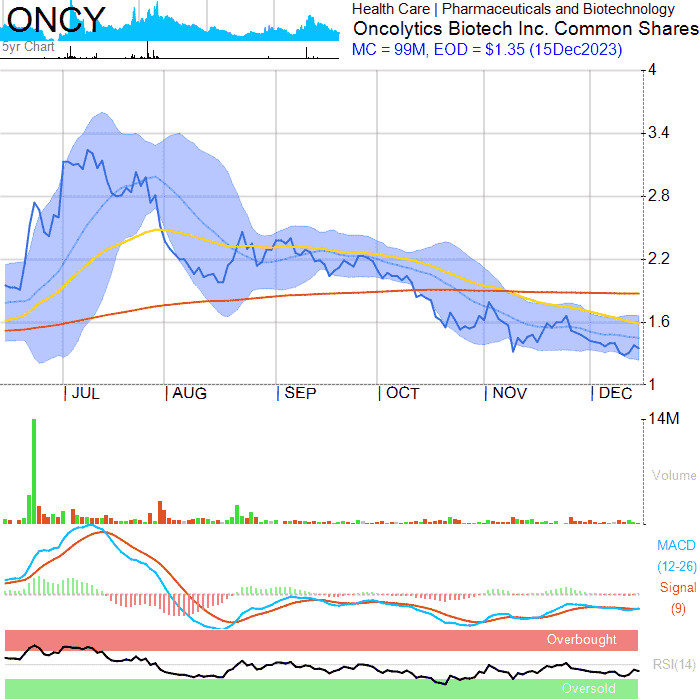 ONCY
5yr Chart
Health Care | Pharmaceuticals and Biotechnology
Oncolytics Biotech Inc. Common Shares
MC = 99M, EOD = $1.35 (15Dec2023)
4
3.4
2.8
2.2
1.6
1
JUL AUG SEP OCT NOV DEC
14M
Volume
MACD
(12-26)
Signal
(9)
Overbought
RSI(14)
Oversold